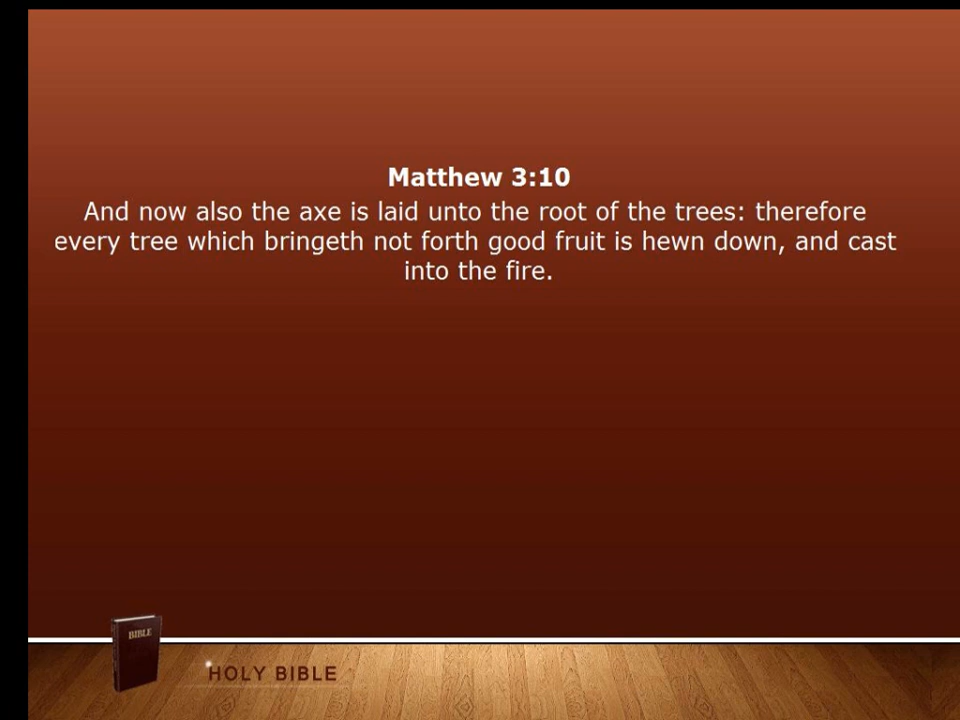 Matthew 3:10
And now also the axe is laid unto the root of the trees: therefore
every tree which bringeth not forth good fruit is hewn down, and cast
into the fire.
BIBLE
HOLY BIBLE